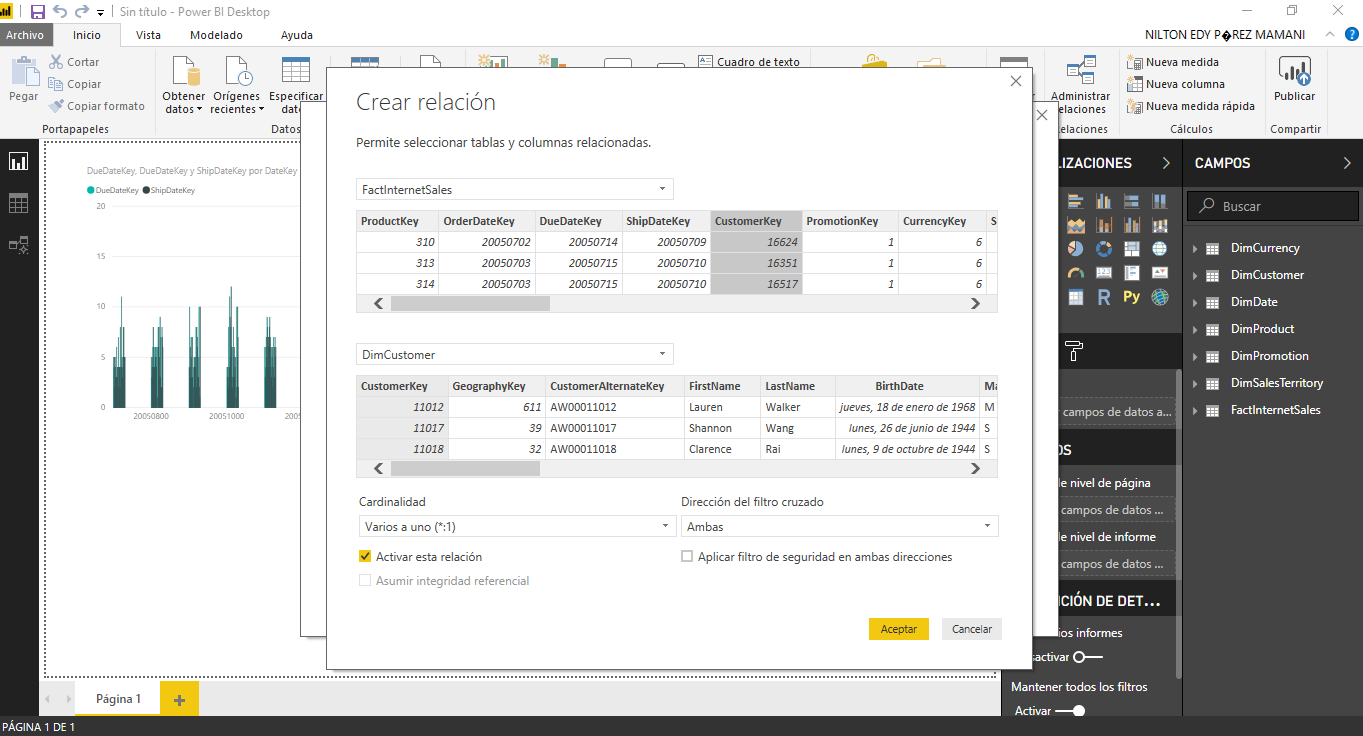 Sin título - Power BI Desktop
Archivo Inicio Vista Modelado Ayuda NILTON EDY P�REZ MAMANI
Pegar
Cortar
Copiar
Copiar formato
Portapapeles
Obtener datos
Orígenes recientes
Especificar
Datos
Cuadro de texto
Administrar
elaciones
elaciones
Nueva medida
Nueva columna
Nueva medida rápida
Cálculos
Publicar
Compartir
DueDateKey, DueDateKey y ShipDateKey por DateKey
DueDateKey ShipDateKey
20
15
10
5
0
20050800 20051000 2005
Crear relación
Permite seleccionar tablas y columnas relacionadas.
FactInternetSales
ProductKey OrderDateKey DueDateKey ShipDateKey CustomerKey PromotionKey CurrencyKey S
310 20050702 20050714 20050709 16624 1 6
313 20050703 20050715 20050710 16351 1 6
314 20050703 20050715 20050710 16517 1 6
DimCustomer
CustomerKey GeographyKey CustomerAlternateKey FirstName LastName BirthDate Ma
11012 611 AW00011012 Lauren Walker jueves, 18 de enero de 1968 M
11017 39 AW00011017 Shannon Wang lunes, 26 de junio de 1944 S
11018 32 AW00011018 Clarence Rai lunes, 9 de octubre de 1944 S
Cardinalidad Dirección del filtro cruzado
Varios a uno (*:1) Ambas
Activar esta relación Aplicar filtro de seguridad en ambas direcciones
Asumir integridad referencial
Aceptar Cancelar
LIZACIONES
R Py
campos de datos a...
OS
de nivel de página
campos de datos ...
de nivel de informe
campos de datos ...
CIÓN DE DET...
ios informes
activar
Mantener todos los filtros
Activar
CAMPOS
Buscar
DimCurrency
DimCustomer
DimDate
DimProduct
DimPromotion
DimSalesTerritory
FactInternetSales
Página 1 +
PÁGINA 1 DE 1